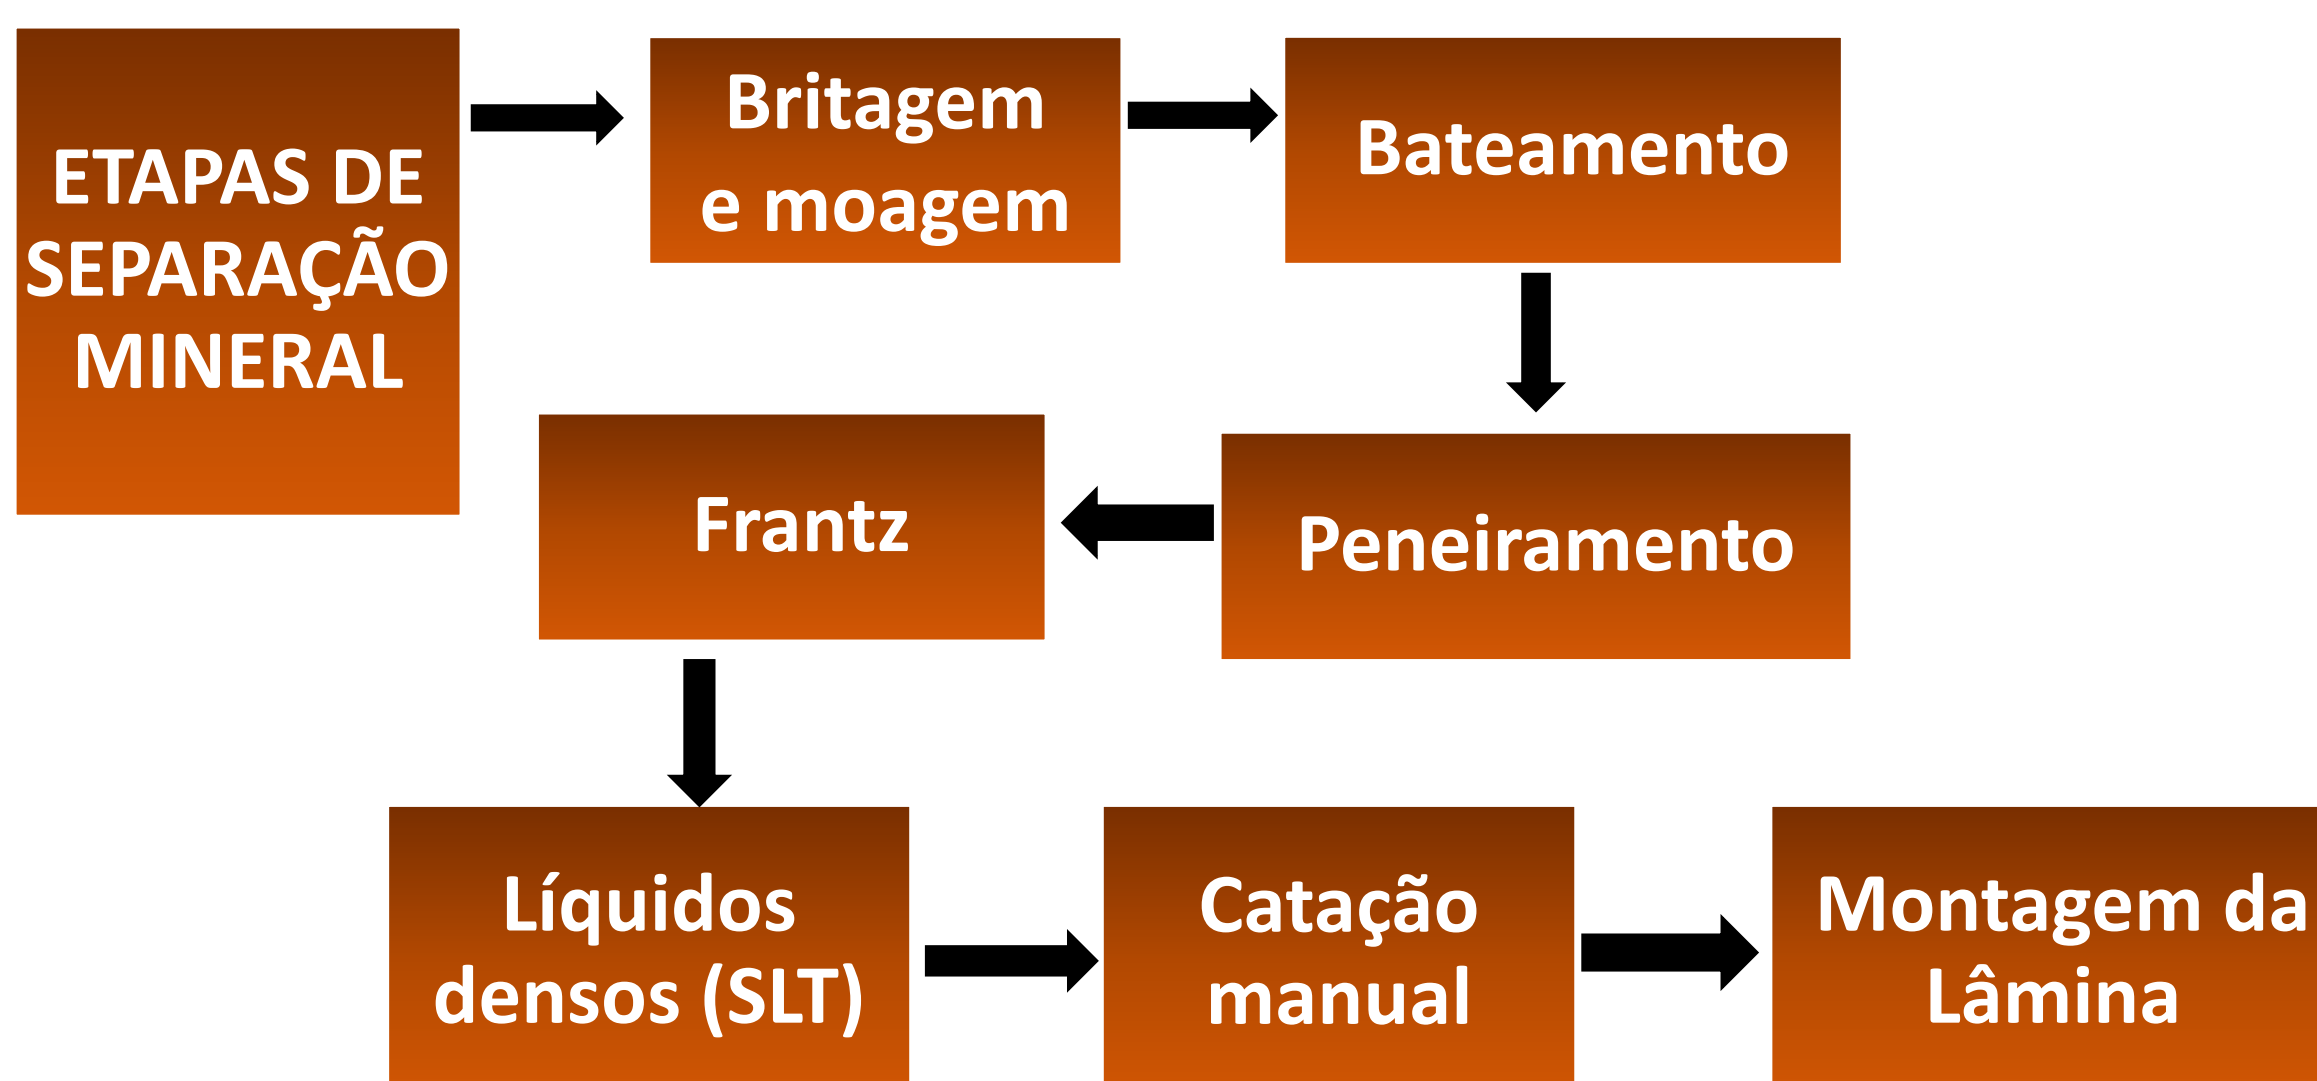 ETAPAS DE
SEPARAÇÃO
MINERAL
Britagem
e moagem
Bateamento
Peneiramento
Frantz
Líquidos
densos (SLT)
Catação
manual
Montagem da
Lâmina